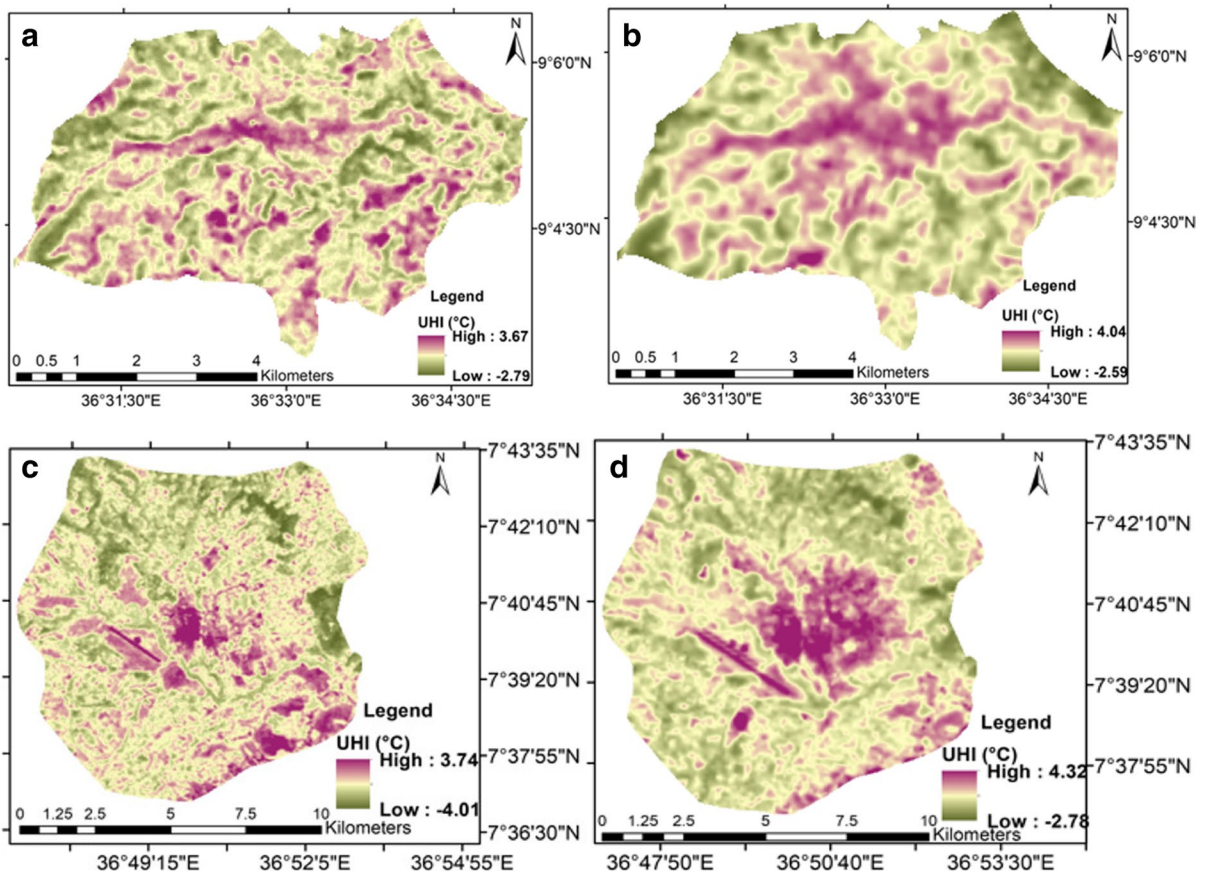 a
N
9°6'0"N
9°4'30"N
Legend
UHI (°C)
High : 3.67
Low : -2.79
0 0.5 1 2 3 4
Kilometers
36°31'30"E 36°33'0"E 36°34'30"E
b
N
9°6'0"N
9°4'30"N
Legend
UHI (°C)
High : 4.04
Low : -2.59
0 0.5 1 2 3 4
Kilometers
36°31'30"E 36°33'0"E 36°34'30"E
c
N
7°43'35"N
7°42'10"N
7°40'45"N
7°39'20"N
7°37'55"N
7°36'30"N
Legend
UHI (°C)
High : 3.74
Low : -4.01
0 1.25 2.5 5 7.5 10
Kilometers
36°49'15"E 36°52'5"E 36°54'55"E
d
N
7°43'35"N
7°42'10"N
7°40'45"N
7°39'20"N
7°37'55"N
Legend
UHI (°C)
High : 4.32
Low : -2.78
0 1.25 2.5 5 7.5 10
Kilometers
36°47'50"E 36°50'40"E 36°53'30"E